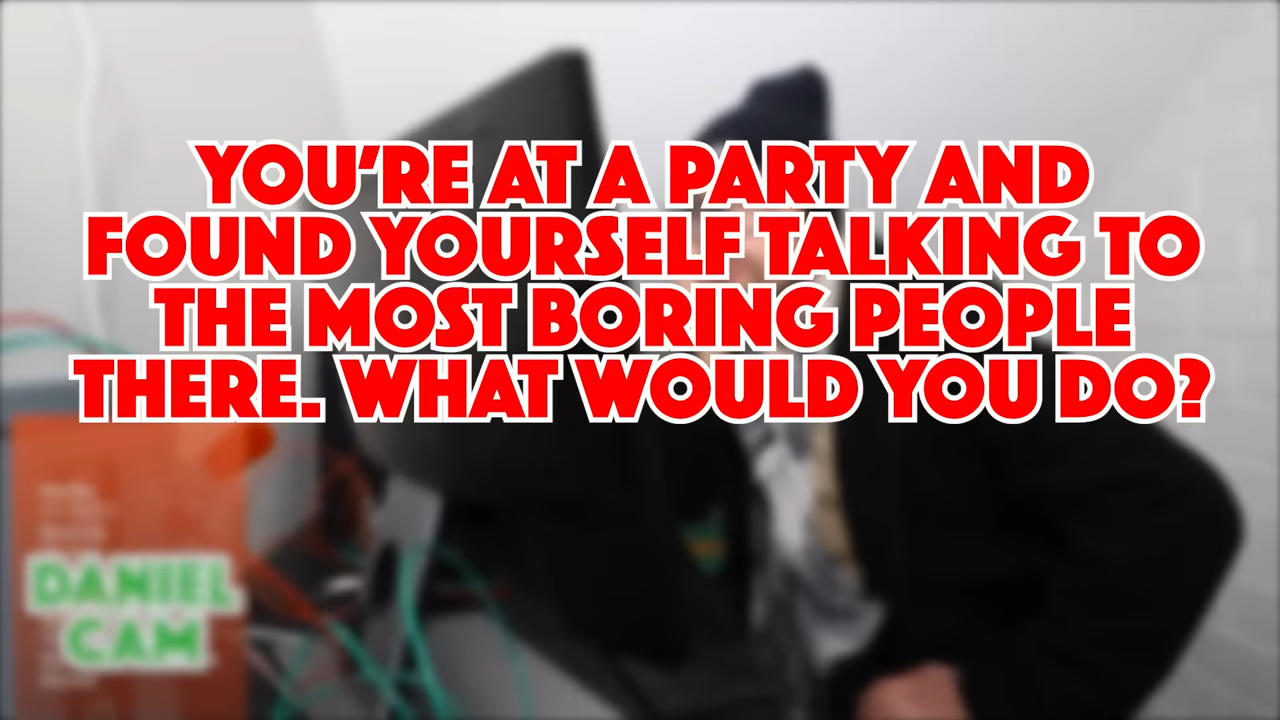 YOU'RE AT A PARTY AND
FOUND YOURSELF TALKING TO
THE MOST BORING PEOPLE
THERE. WHAT WOULD YOU DO?
DANIEL
CAM